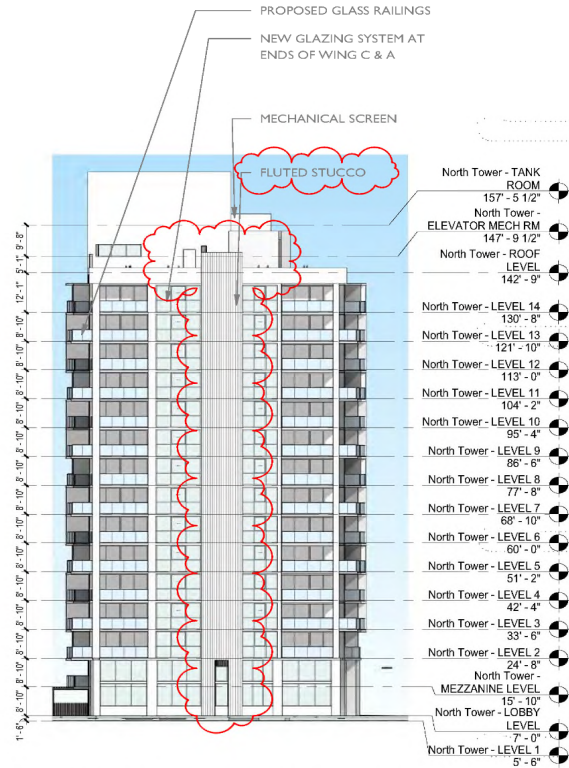 PROPOSED GLASS RAILINGS
NEW GLAZING SYSTEM AT
ENDS OF WING C & A
MECHANICAL SCREEN
FLUTED STUCCO
North Tower - TANK
ROOM
157' - 5 1/2"
North Tower -
ELEVATOR MECH RM
147' - 9 1/2"
North Tower - ROOF
LEVEL
142' - 9"
North Tower - LEVEL 14
130' - 8"
North Tower - LEVEL 13
121' - 10"
North Tower - LEVEL 12
113' - 0"
North Tower - LEVEL 11
104' - 2"
North Tower - LEVEL 10
95' - 4"
North Tower - LEVEL 9
86' - 6"
North Tower - LEVEL 8
77' - 8"
North Tower - LEVEL 7
68' - 10"
North Tower - LEVEL 6
60' - 0"
North Tower - LEVEL 5
51' - 2"
North Tower - LEVEL 4
42' - 4"
North Tower - LEVEL 3
33' - 6"
North Tower - LEVEL 2
24' - 8"
North Tower -
MEZZANINE LEVEL
15' - 10"
North Tower - LOBBY
LEVEL
7' - 0"
North Tower - LEVEL 1
5' - 6"
9' - 8"
5' - 1"
12' - 1"
8' - 10"
8' - 10"
8' - 10"
8' - 10"
8' - 10"
8' - 10"
8' - 10"
8' - 10"
8' - 10"
8' - 10"
8' - 10"
8' - 10"
8' - 10"
8' - 10"
1' - 6"